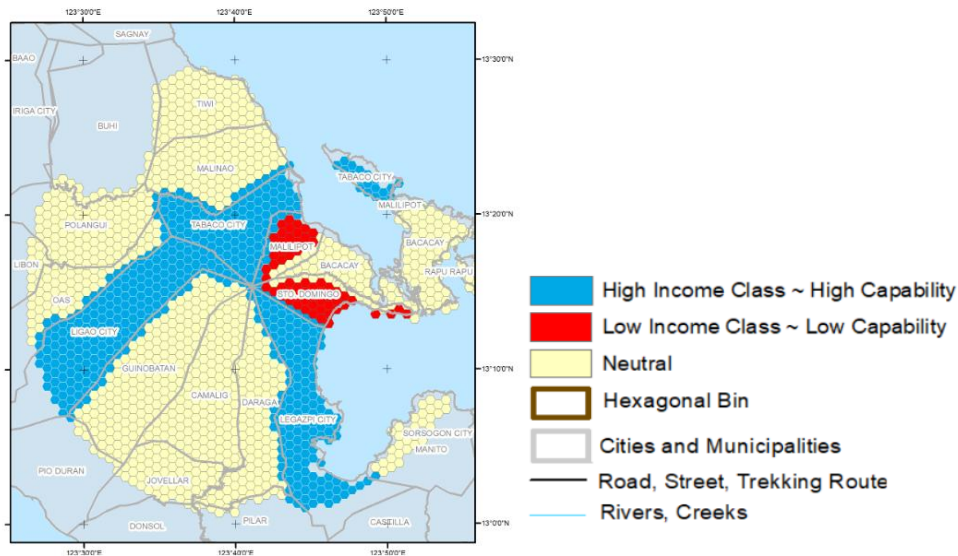 123°30'0"E 123°40'0"E 123°50'0"E
SAGNAY
13°30'0"N
BAAO
TIWI
IRIGA CITY
BUHI
MALINAO
TABACO CITY
MALILIPOT
13°20'0"N
POLANGUI
TABACO CITY
MALILIPOT
BACACAY
LIBON
BACACAY
RAPU RAPU
STO. DOMINGO
OAS
LIGAO CITY
13°10'0"N
GUINOBATAN
CAMALIG
DARAGA
LEGAZPI CITY
SORSOGON CITY
MANITO
PIO DURAN
JOVELLAR
DONSOL
PILAR
CASTILLA
13°0'0"N
123°30'0"E 123°40'0"E 123°50'0"E
High Income Class ~ High Capability
Low Income Class ~ Low Capability
Neutral
Hexagonal Bin
Cities and Municipalities
Road, Street, Trekking Route
Rivers, Creeks